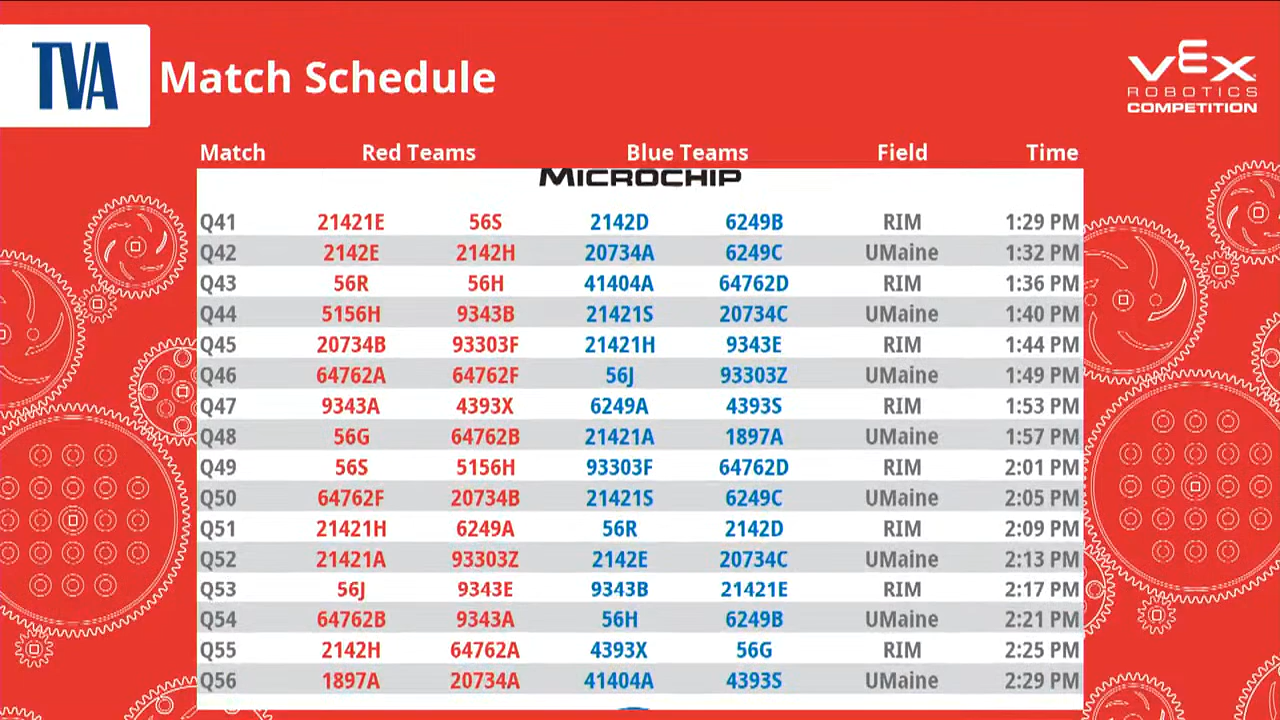 TVA
Match Schedule
VEX
ROBOTICS
COMPETITION
Match Red Teams Blue Teams Field Time
MICROCHIP
Q41 21421E 56S 2142D 6249B RIM 1:29 PM
Q42 2142E 2142H 20734A 6249C UMaine 1:32 PM
Q43 56R 56H 41404A 64762D RIM 1:36 PM
Q44 5156H 9343B 21421S 20734C UMaine 1:40 PM
Q45 20734B 93303F 21421H 9343E RIM 1:44 PM
Q46 64762A 64762F 56J 93303Z UMaine 1:49 PM
Q47 9343A 4393X 6249A 4393S RIM 1:53 PM
Q48 56G 64762B 21421A 1897A UMaine 1:57 PM
Q49 56S 5156H 93303F 64762D RIM 2:01 PM
Q50 64762F 20734B 21421S 6249C UMaine 2:05 PM
Q51 21421H 6249A 56R 2142D RIM 2:09 PM
Q52 21421A 93303Z 2142E 20734C UMaine 2:13 PM
Q53 56J 9343E 9343B 21421E RIM 2:17 PM
Q54 64762B 9343A 56H 6249B UMaine 2:21 PM
Q55 2142H 64762A 4393X 56G RIM 2:25 PM
Q56 1897A 20734A 41404A 4393S UMaine 2:29 PM